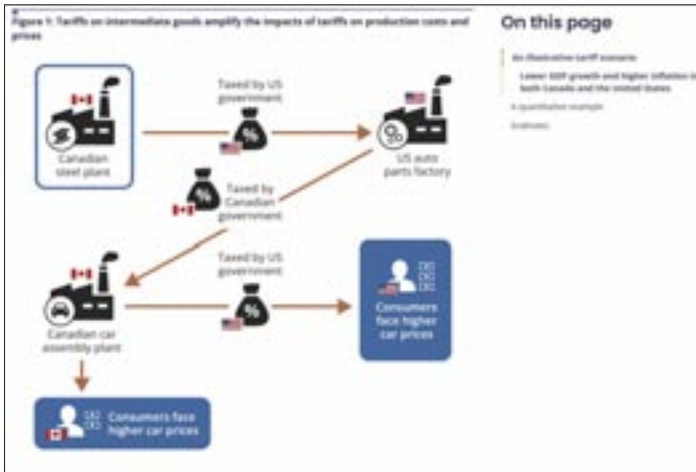 Figure 1: Tariffs on intermediate goods amplify the impacts of tariffs on production costs and
prices
On this page
An illustrative tariff scenario
Lower GDP growth and higher inflation in
both Canada and the United States
A quantitative example
Endnotes
Taxed by US
government
%
Canadian
steel plant
US auto
parts factory
Taxed by
Canadian
government
%
Taxed by US
government
%
Canadian car
assembly plant
Consumers
face higher
car prices
Consumers face
higher car prices